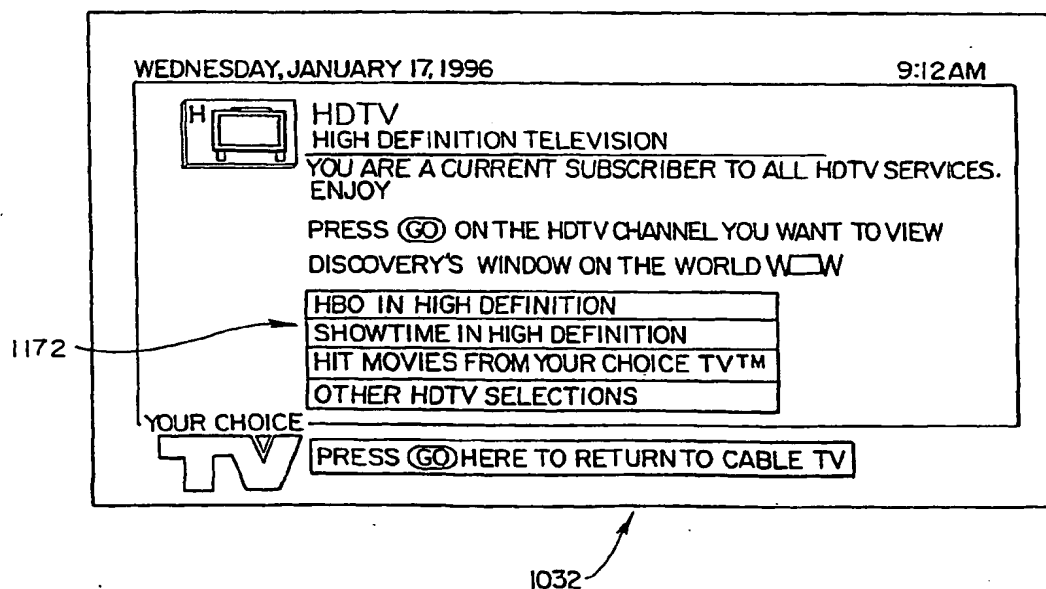 WEDNESDAY, JANUARY 17, 1996 9:12 AM
H
HDTV
HIGH DEFINITION TELEVISION
YOU ARE A CURRENT SUBSCRIBER TO ALL HDTV SERVICES.
ENJOY
PRESS GO ON THE HDTV CHANNEL YOU WANT TO VIEW
DISCOVERY'S WINDOW ON THE WORLD WOW
HBO IN HIGH DEFINITION
SHOWTIME IN HIGH DEFINITION
1172
HIT MOVIES FROM YOUR CHOICE TV™
OTHER HDTV SELECTIONS
YOUR CHOICE
TV
PRESS GO HERE TO RETURN TO CABLE TV
1032